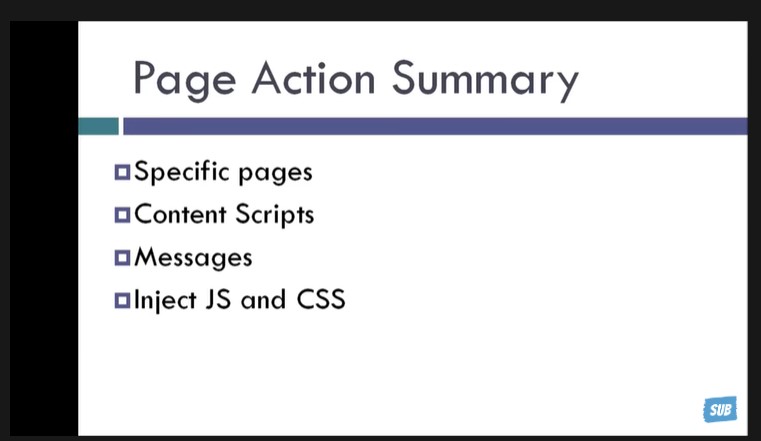 Page Action Summary
Specific pages
Content Scripts
Messages
Inject JS and CSS
SUB